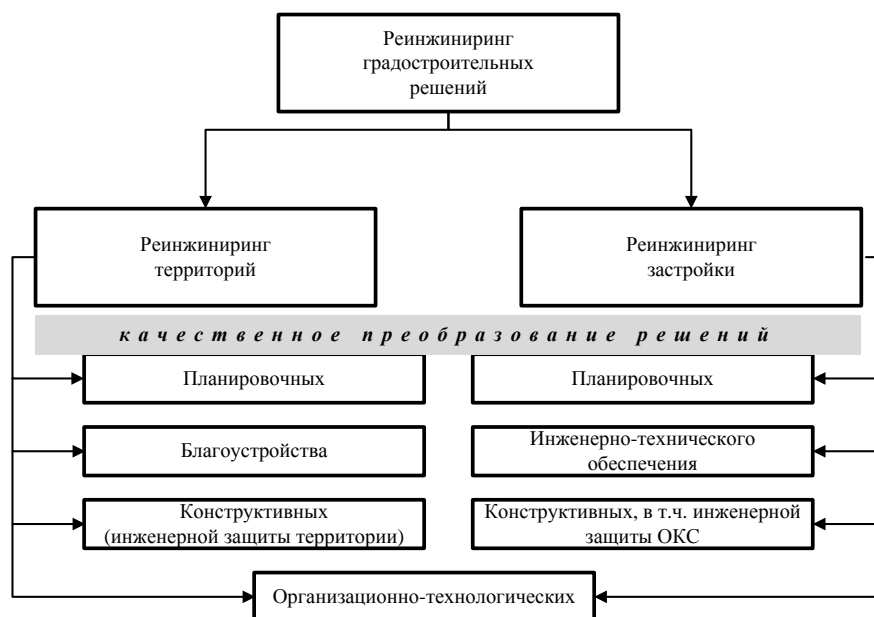 Реинжиниринг
градостроительных
решений
Реинжиниринг
территорий
Реинжиниринг
застройки
качественное преобразование решений
Планировочных
Планировочных
Благоустройства
Инженерно-технического
обеспечения
Конструктивных
(инженерной защиты территории)
Конструктивных, в т.ч. инженерной
защиты ОКС
Организационно-технологических